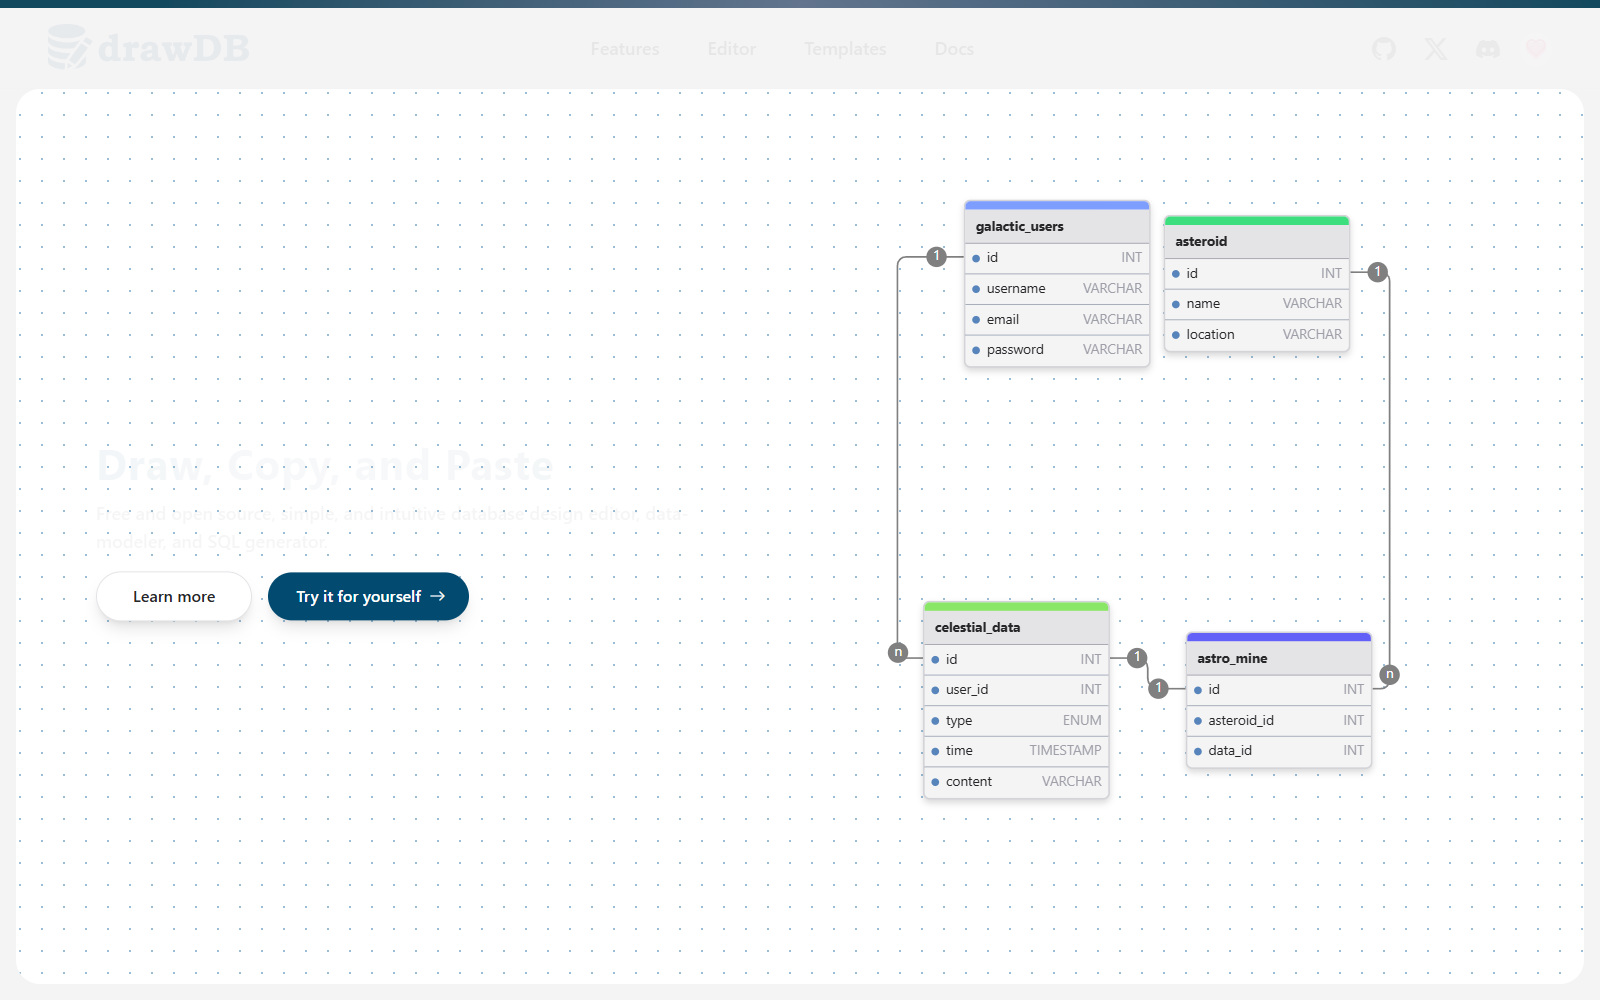 drawDB
Features Editor Templates Docs
Draw, Copy, and Paste
Free and open source, simple, and intuitive database design editor, data-
modeler, and SQL generator.
Learn more
Try it for yourself →
galactic_users
id INT
username VARCHAR
email VARCHAR
password VARCHAR
asteroid
id INT
name VARCHAR
location VARCHAR
1
1
celestial_data
id INT
user_id INT
type ENUM
time TIMESTAMP
content VARCHAR
n
1
1
astro_mine
id INT
asteroid_id INT
data_id INT
n